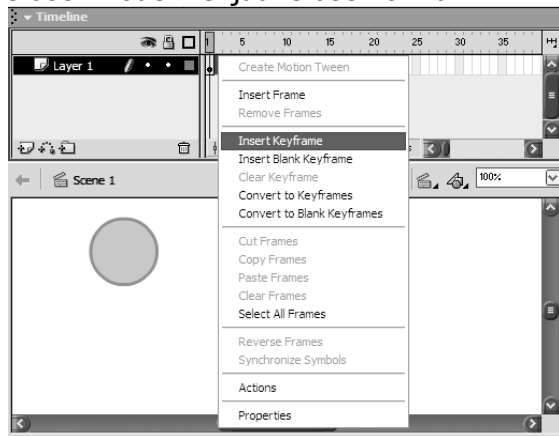 Timeline
1 5 10 15 20 25 30 35
Layer 1
Create Motion Tween
Insert Frame
Remove Frames
Insert Keyframe
Insert Blank Keyframe
Clear Keyframe
Convert to Keyframes
Convert to Blank Keyframes
Scene 1
100%
Cut Frames
Copy Frames
Paste Frames
Clear Frames
Select All Frames
Reverse Frames
Synchronize Symbols
Actions
Properties